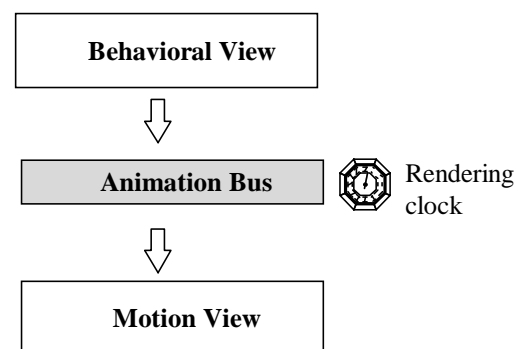 Behavioral View
Animation Bus
Rendering
clock
Motion View